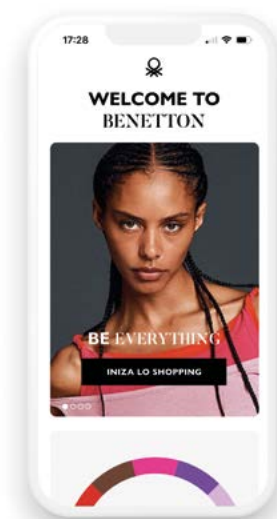 17:28
WELCOME TO
BENETTON
BE EVERYTHING
INIZA LO SHOPPING